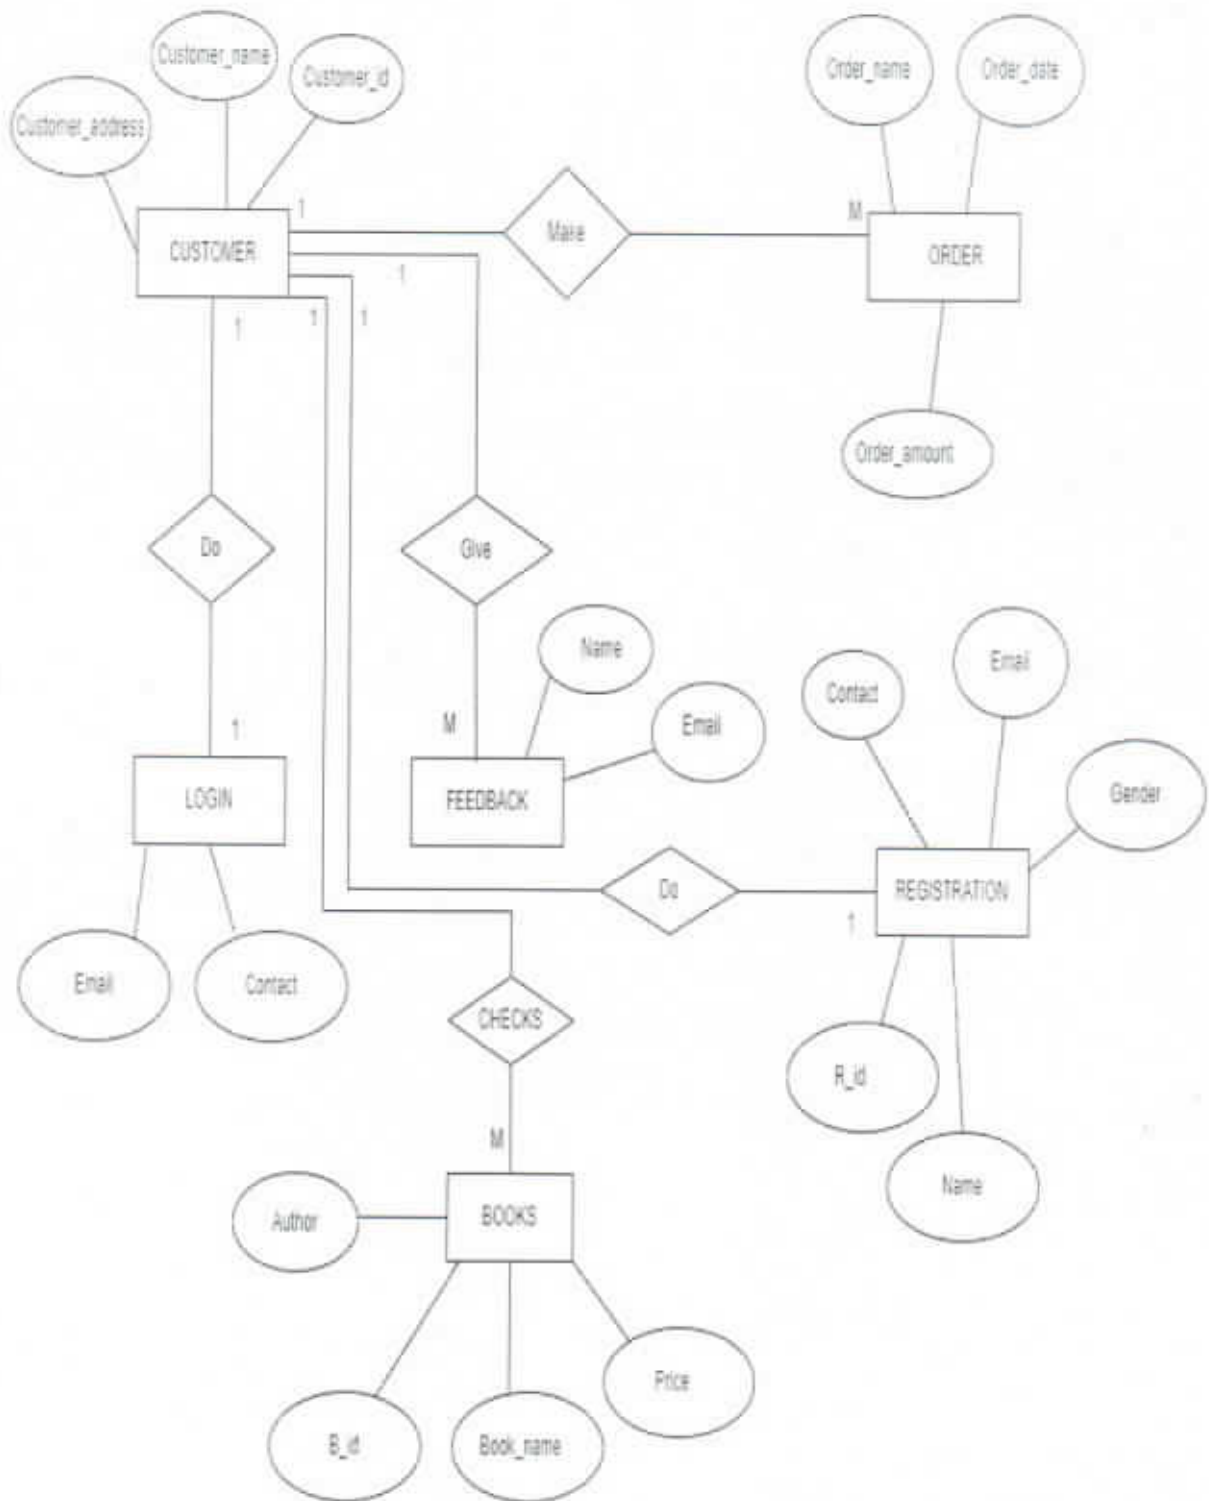 Customer_name
Customer_id
Customer_address
Order_name
Order_date
1
M
Make
CUSTOMER
ORDER
1
1
1
1
Order_amount
Do
Give
Name
Email
Contact
Email
M
1
Gender
LOGIN
FEEDBACK
Do
REGISTRATION
1
Email
Contact
CHECKS
R_id
M
Name
Author
BOOKS
Price
B_id
Book_name